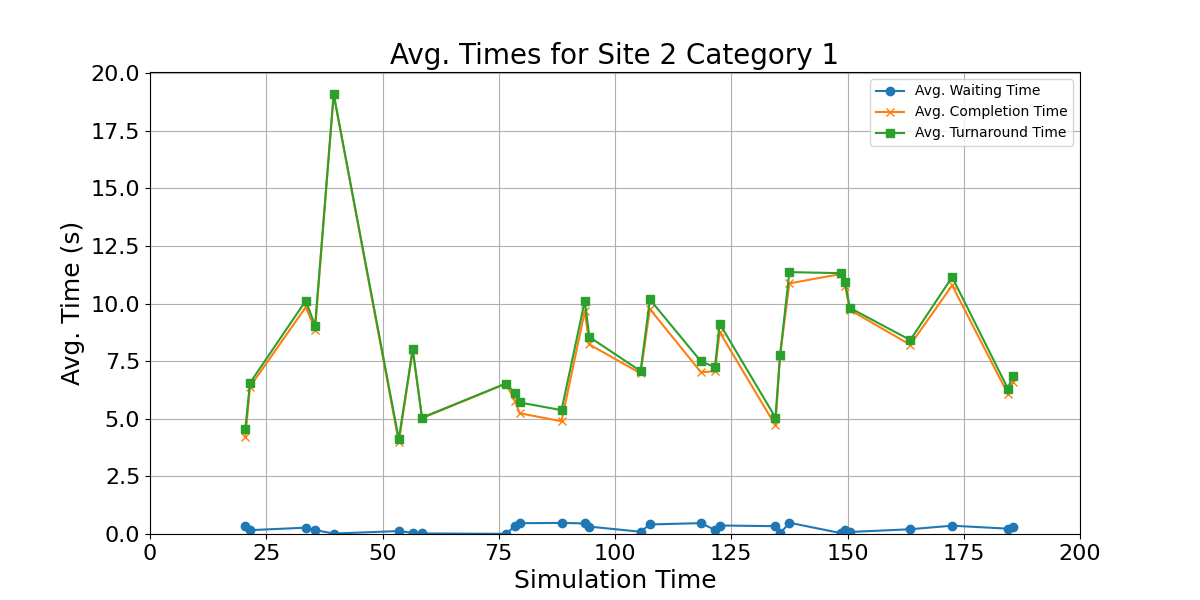 Avg. Times for Site 2 Category 1
Avg. Waiting Time
Avg. Completion Time
Avg. Turnaround Time
20.0
17.5
15.0
12.5
10.0
7.5
5.0
2.5
0.0
Avg. Time (s)
0 25 50 75 100 125 150 175 200
Simulation Time